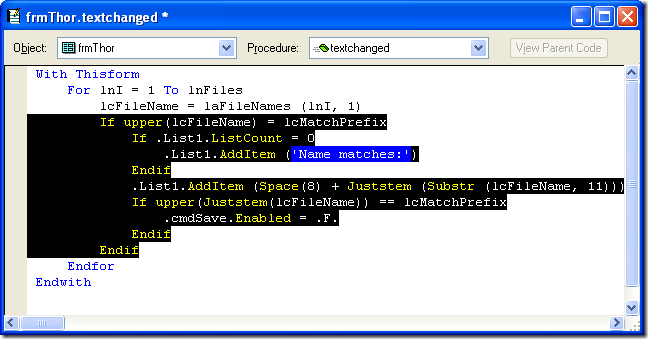 frmThor.textchanged *
Object: frmThor Procedure: textchanged View Parent Code
With Thisform
For lnI = 1 To lnFiles
lcFileName = laFileNames (lnI, 1)
If upper(lcFileName) = lcMatchPrefix
If .List1.ListCount = 0
.List1.AddItem ('Name matches:')
Endif
.List1.AddItem (Space(8) + Juststem (Substr (lcFileName, 11)))
If upper(Juststem(lcFileName)) == lcMatchPrefix
.cmdSave.Enabled = .F.
Endif
Endif
Endfor
Endwith